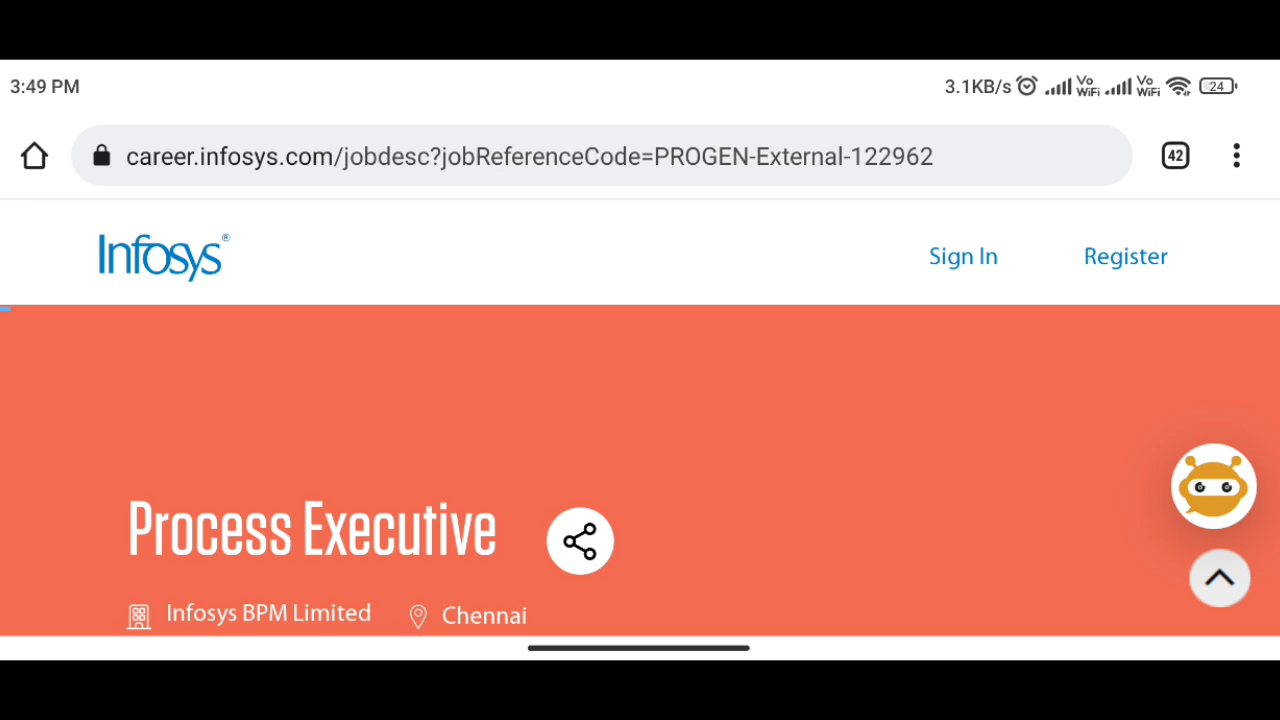 3:49 PM 3.1KB/s Vo WiFi Vo WiFi 24
career.infosys.com/jobdesc?jobReferenceCode=PROGEN-External-122962 42
Infosys® Sign In Register
Process Executive
Infosys BPM Limited Chennai